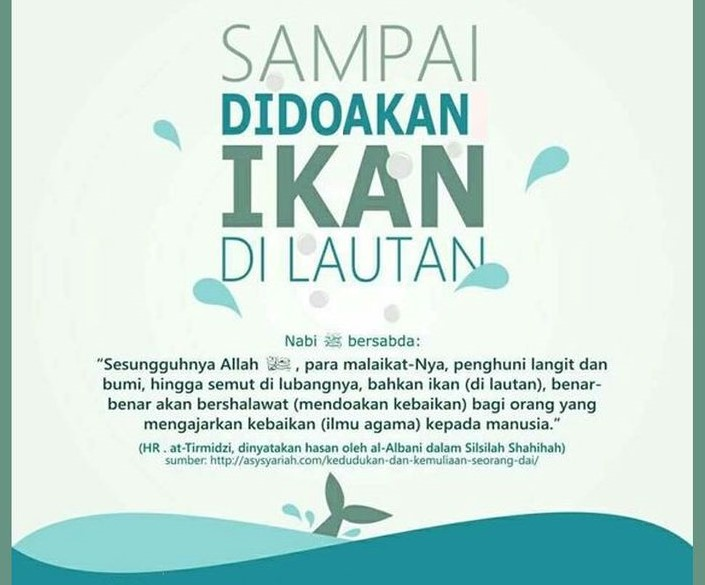 SAMPAI
DIDOAKAN
IKAN
DI LAUTAN
Nabi ﷺ bersabda:
“Sesungguhnya Allah ﷻ , para malaikat-Nya, penghuni langit dan
bumi, hingga semut di lubangnya, bahkan ikan (di lautan), benar-
benar akan bershalawat (mendoakan kebaikan) bagi orang yang
mengajarkan kebaikan (ilmu agama) kepada manusia.”
(HR . at-Tirmidzi, dinyatakan hasan oleh al-Albani dalam Silsilah Shahihah)
sumber: http://asysyariah.com/kedudukan-dan-kemuliaan-seorang-dai/